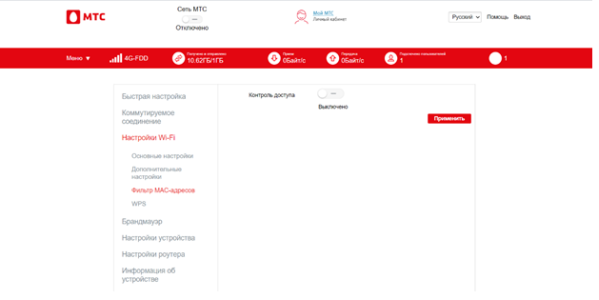 МТС
Сеть МТС
Отключено
Мой МТС
Личный кабинет
Русский
Помощь
Выход
Меню
4G-FDD
Получено и отправлено
10.62ГБ/1ГБ
Прием
0Байт/с
Передача
0Байт/с
Подключено пользователей
1
1
Быстрая настройка
Коммутируемое
соединение
Настройки Wi-Fi
Основные настройки
Дополнительные
настройки
Фильтр MAC-адресов
WPS
Брандмауэр
Настройки устройства
Настройки роутера
Информация об
устройстве
Контроль доступа
Выключено
Применить